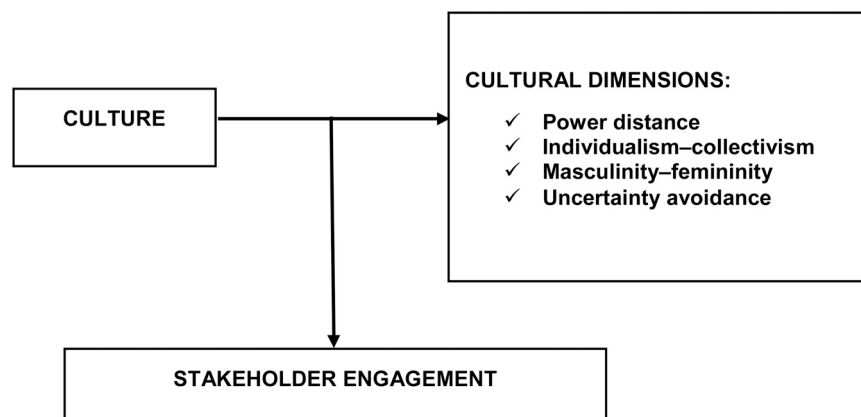 CULTURE
CULTURAL DIMENSIONS:
✓ Power distance
✓ Individualism–collectivism
✓ Masculinity–femininity
✓ Uncertainty avoidance
STAKEHOLDER ENGAGEMENT